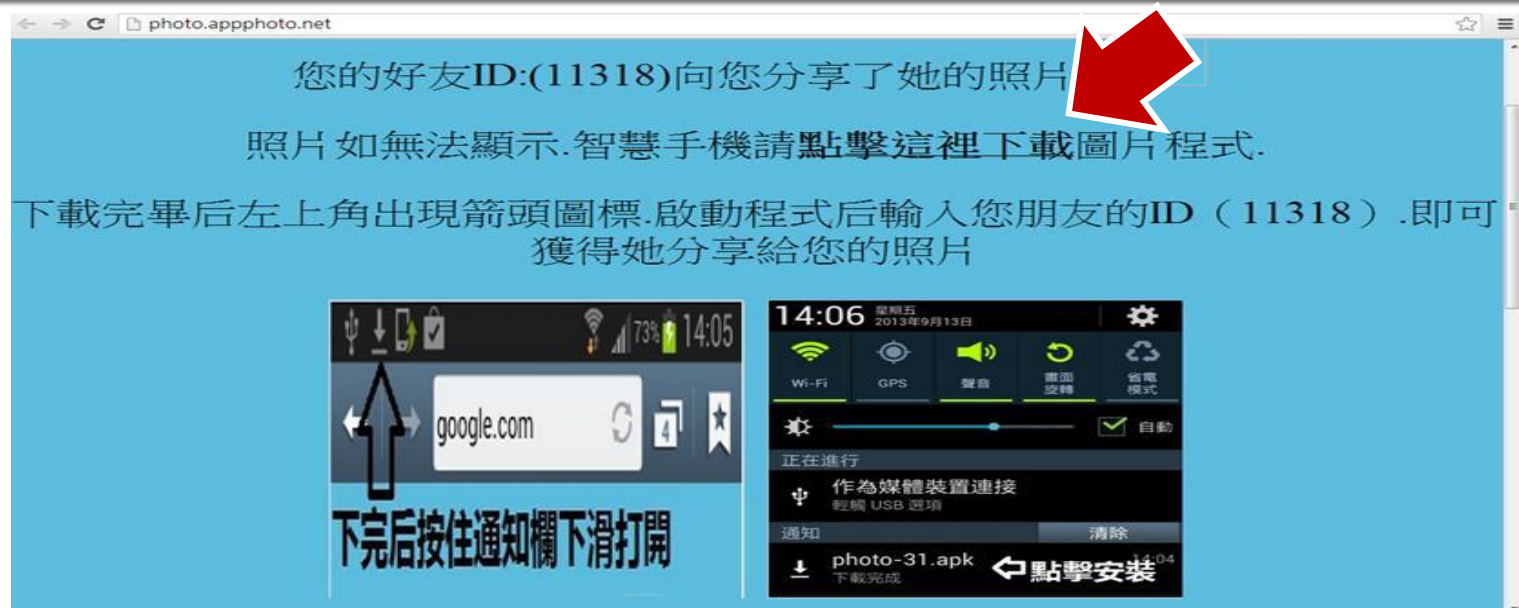 photo.appphoto.net
您的好友ID:(11318)向您分享了她的照片
照片如無法顯示.智慧手機請點擊這裡下載圖片程式.
下載完畢后左上角出現箭頭圖標.啟動程式后輸入您朋友的ID（11318）.即可
獲得她分享給您的照片
73% 14:05
google.com
4
下完后按住通知欄下滑打開
14:06 星期五
2013年9月13日
Wi-Fi GPS 聲音 畫面旋轉 省電模式
自動
正在進行
作為媒體裝置連接
輕觸 USB 選項
通知 清除
photo-31.apk 14:04
下載完成
點擊安裝